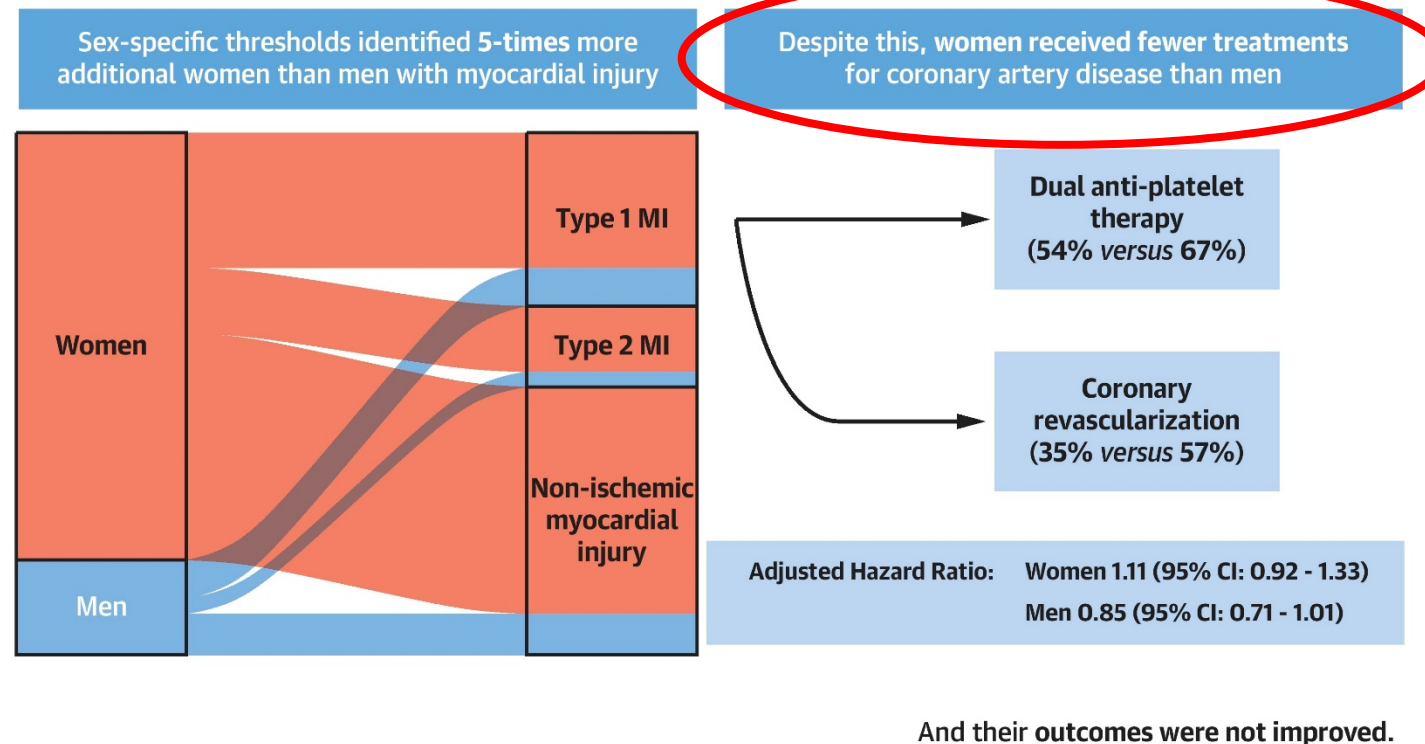 Sex-specific thresholds identified 5-times more
additional women than men with myocardial injury
Despite this, women received fewer treatments
for coronary artery disease than men
Women
Men
Type 1 MI
Type 2 MI
Non-ischemic
myocardial
injury
Dual anti-platelet
therapy
(54% versus 67%)
Coronary
revascularization
(35% versus 57%)
Adjusted Hazard Ratio: Women 1.11 (95% CI: 0.92 - 1.33)
Men 0.85 (95% CI: 0.71 - 1.01)
And their outcomes were not improved.